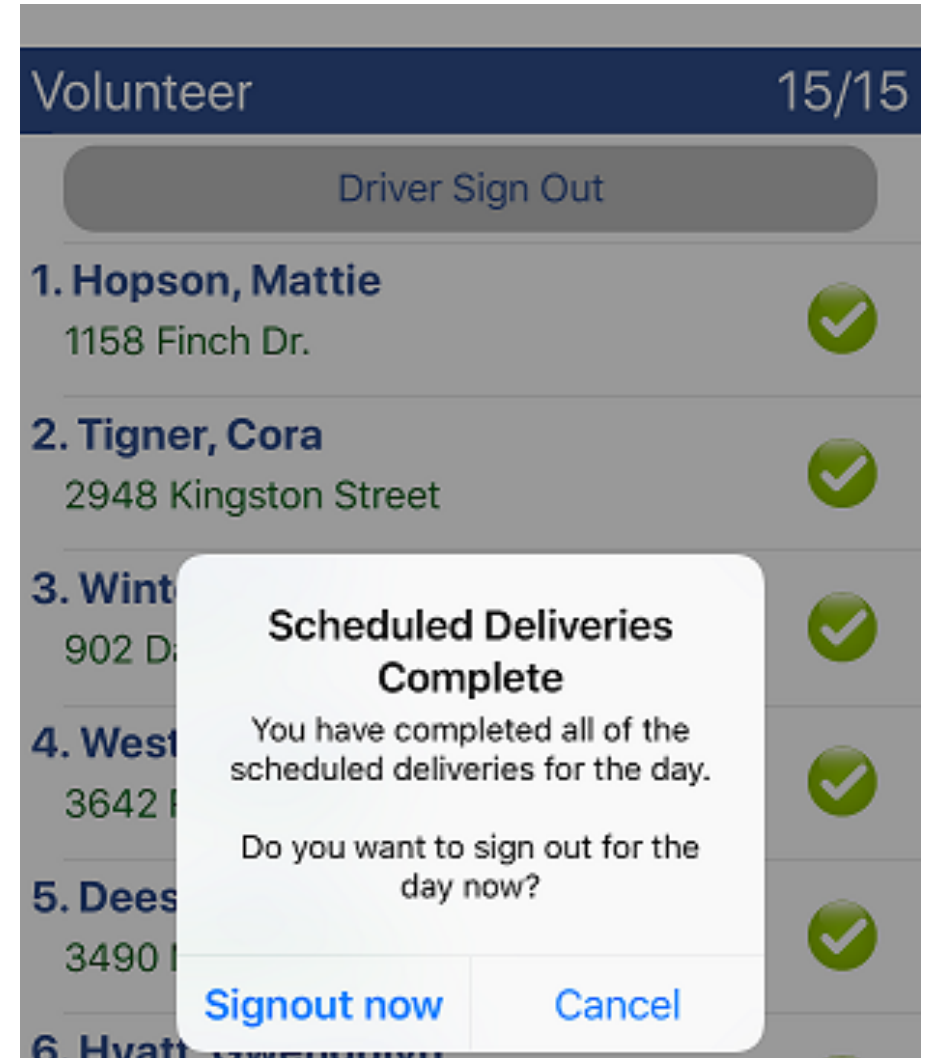 Volunteer 15/15
Driver Sign Out
1. Hopson, Mattie
1158 Finch Dr.
2. Tigner, Cora
2948 Kingston Street
3.
902
4.
3642
5.
3490
Scheduled Deliveries
Complete
You have completed all of the
scheduled deliveries for the day.
Do you want to sign out for the
day now?
Signout now Cancel
6. Hyatt,